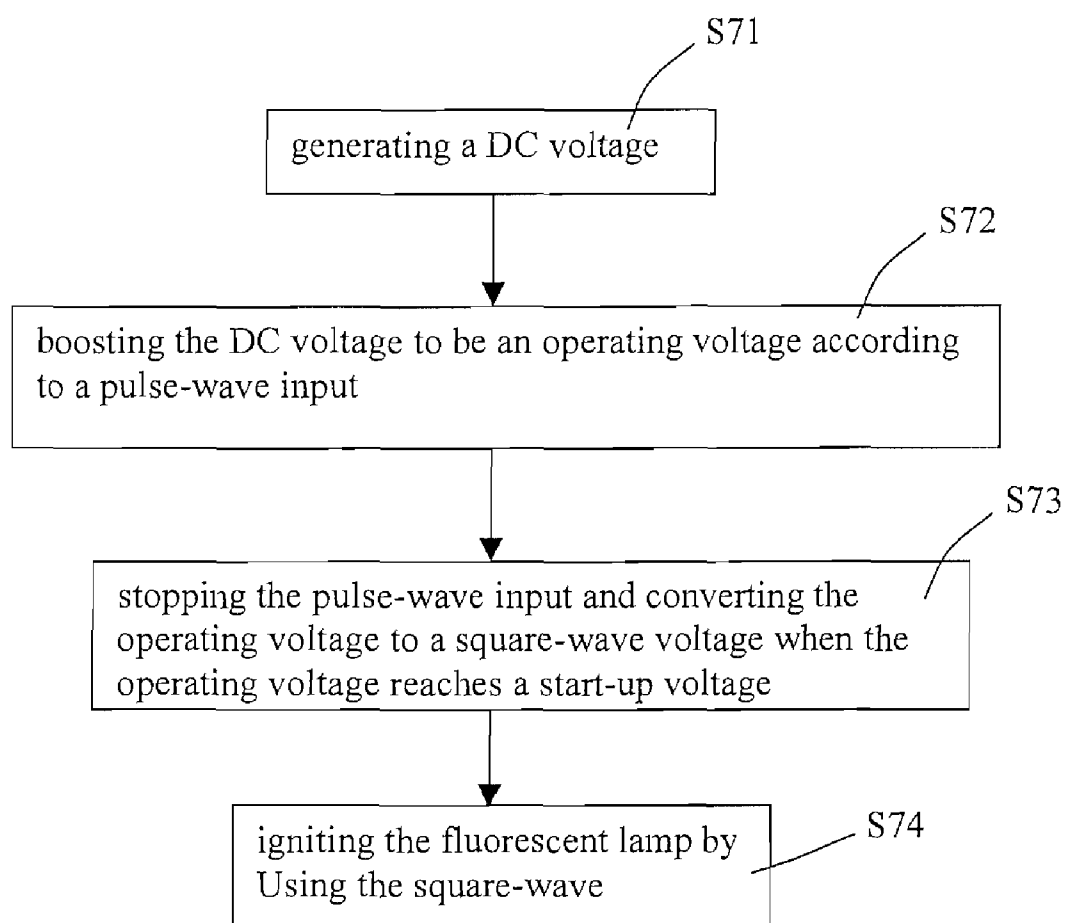 S71
generating a DC voltage
S72
boosting the DC voltage to be an operating voltage according
to a pulse-wave input
S73
stopping the pulse-wave input and converting the
operating voltage to a square-wave voltage when the
operating voltage reaches a start-up voltage
S74
igniting the fluorescent lamp by
Using the square-wave